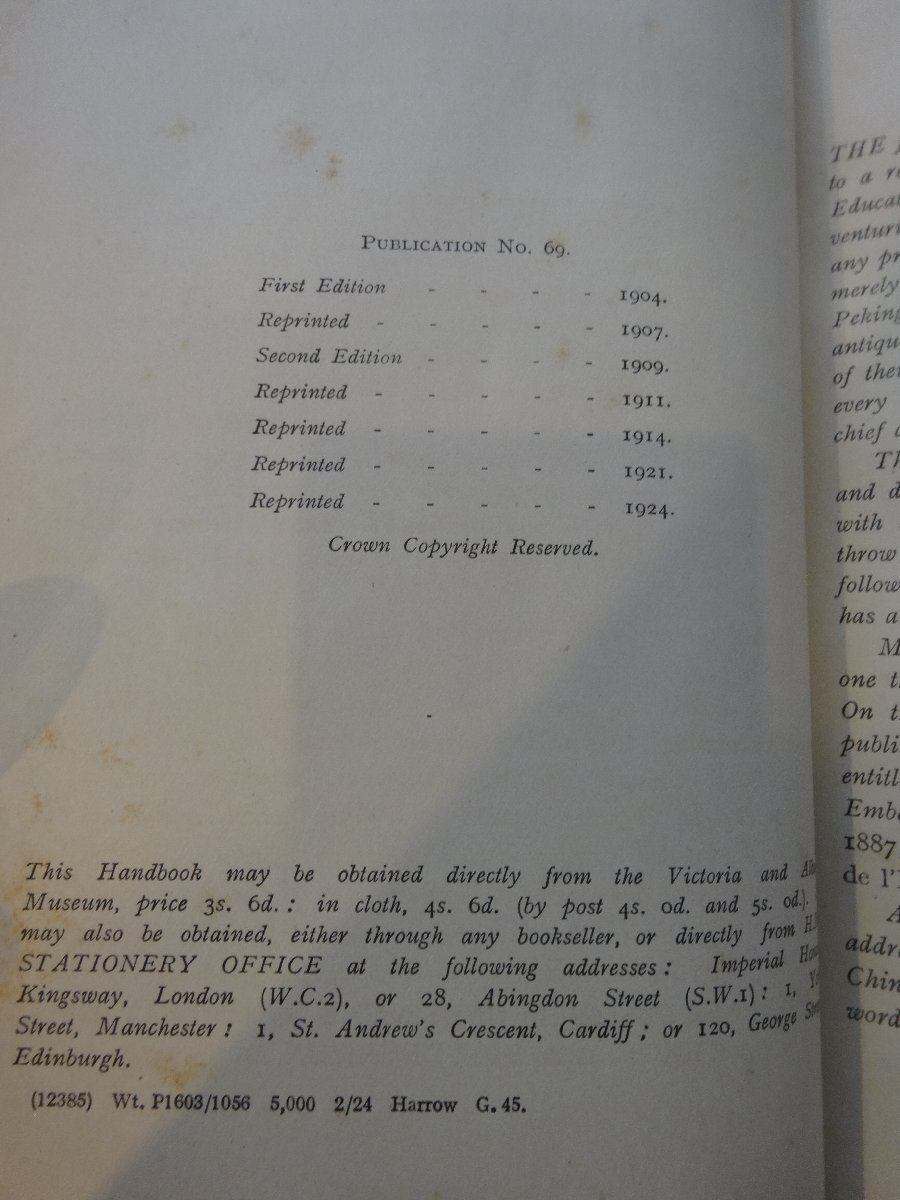 PUBLICATION NO. 69.
First Edition - - - - 1904.
Reprinted - - - - - 1907.
Second Edition - - - - 1909.
Reprinted - - - - - 1911.
Reprinted - - - - - 1914.
Reprinted - - - - - 1921.
Reprinted - - - - - 1924.
Crown Copyright Reserved.
This Handbook may be obtained directly from the Victoria and
Museum, price 3s. 6d.: in cloth, 4s. 6d. (by post 4s. 0d. and 5s. 0d.).
may also be obtained, either through any bookseller, or directly from H.
STATIONERY OFFICE at the following addresses: Imperial
Kingsway, London (W.C.2), or 28, Abingdon Street (S.W.1): 1,
Street, Manchester: 1, St. Andrew's Crescent, Cardiff; or 120, George
Edinburgh.
(12385) Wt. P1603/1056 5,000 2/24 Harrow G. 45.
THE
to a
Educa
ventur
any pr
merely
Peking
antiqu
of the
every
chief
Th
and d
with
throw
follow
has a
M
one t
On t
publi
entitl
Emb
1887
de l'
A
addr
Chin
word